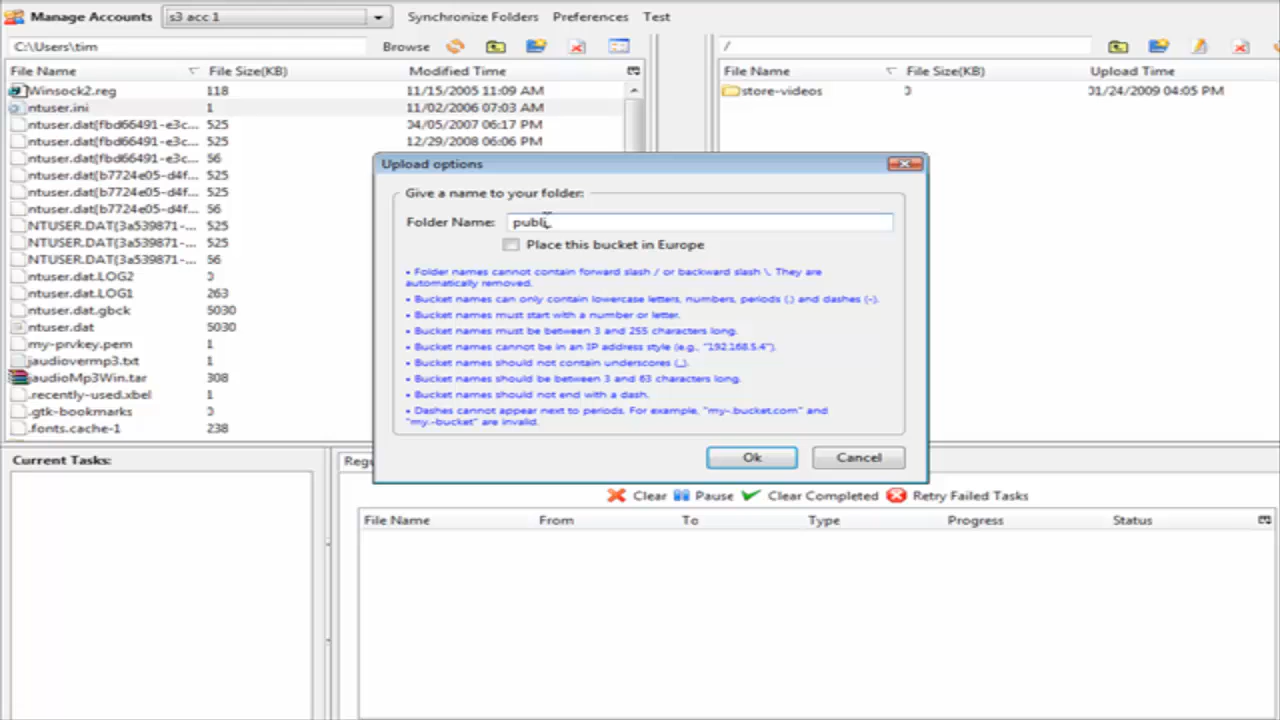 Manage Accounts s3 acc 1 Synchronize Folders Preferences Test
C:\Users\tim Browse /
File Name File Size(KB) Modified Time File Name File Size(KB) Upload Time
Winsock2.reg 118 11/15/2005 11:09 AM store-videos 0 01/24/2009 04:05 PM
ntuser.ini 1 11/02/2006 07:03 AM
ntuser.dat{fbd66491-e3c... 525 04/05/2007 06:17 PM
ntuser.dat{fbd66491-e3c... 525 12/29/2008 06:06 PM
ntuser.dat{fbd66491-e3c... 56
ntuser.dat{b7724e05-d4f... 525
ntuser.dat{b7724e05-d4f... 525
ntuser.dat{b7724e05-d4f... 56
NTUSER.DAT{3a539871-... 525
NTUSER.DAT{3a539871-... 525
NTUSER.DAT{3a539871-... 56
ntuser.dat.LOG2 0
ntuser.dat.LOG1 263
ntuser.dat.gbck 5030
ntuser.dat 5030
my-prvkey.pem 1
jaudiovermp3.txt 1
jaudioMp3Win.tar 308
.recently-used.xbel 1
.gtk-bookmarks 0
.fonts.cache-1 238
Upload options
Give a name to your folder:
Folder Name: publi
Place this bucket in Europe
• Folder names cannot contain forward slash / or backward slash \. They are
automatically removed.
• Bucket names can only contain lowercase letters, numbers, periods (.) and dashes (-).
• Bucket names must start with a number or letter.
• Bucket names must be between 3 and 255 characters long.
• Bucket names cannot be in an IP address style (e.g., "192.168.5.4").
• Bucket names should not contain underscores (_).
• Bucket names should be between 3 and 63 characters long.
• Bucket names should not end with a dash.
• Dashes cannot appear next to periods. For example, "my-.bucket.com" and
"my.-bucket" are invalid.
Ok Cancel
Current Tasks: Regu
Clear Pause Clear Completed Retry Failed Tasks
File Name From To Type Progress Status